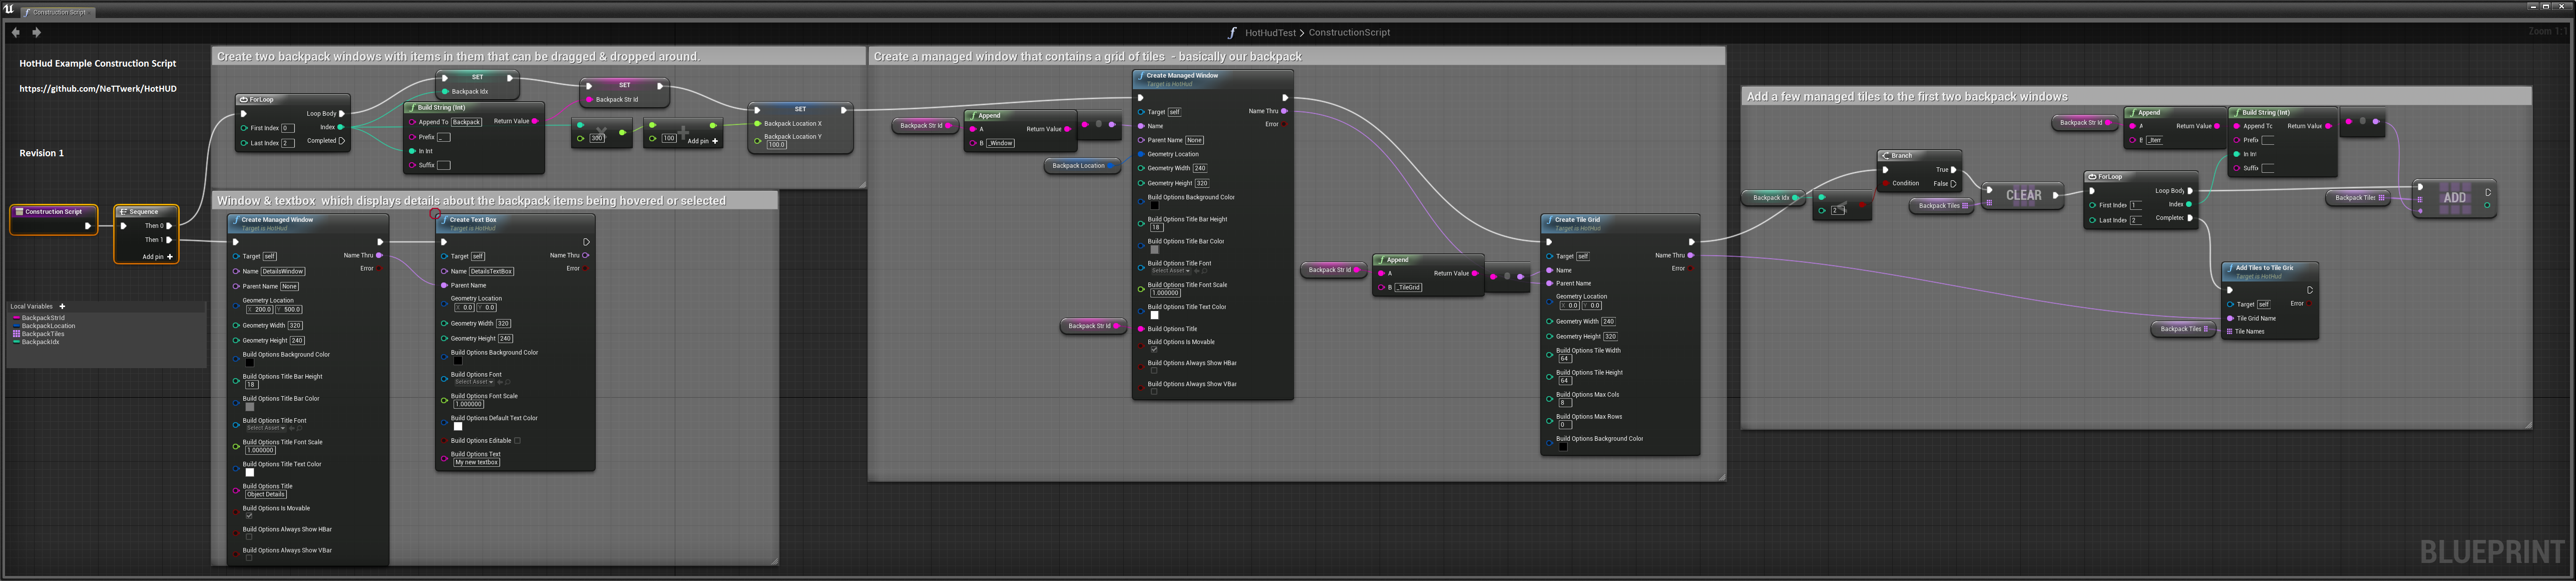 Construction Script
HotHudTest > ConstructionScript
Zoom 1:1
HotHud Example Construction Script
https://github.com/NeTTwerk/HotHUD
Revision 1
Construction Script
Sequence
Then 0
Then 1
Add pin +
Local Variables +
BackpackStrId
BackpackLocation
BackpackTiles
BackpackIdx
Create two backpack windows with items in them that can be dragged & dropped around.
ForLoop
Loop Body
First Index 0
Index
Last Index 2
Completed
SET
Backpack Idx
Build String (Int)
Append To Backpack
Return Value
Prefix _
In Int
Suffix
SET
Backpack Str Id
300
100
Add pin +
SET
Backpack Location X
Backpack Location Y
100.0
Window & textbox which displays details about the backpack items being hovered or selected
Create Managed Window
Target is HotHud
Target self
Name Thru
Name DetailsWindow
Error
Parent Name None
Geometry Location
X 200.0 Y 500.0
Geometry Width 320
Geometry Height 240
Build Options Background Color
Build Options Title Bar Height
18
Build Options Title Bar Color
Build Options Title Font
Select Asset
Build Options Title Font Scale
1.000000
Build Options Title Text Color
Build Options Title
Object Details
Build Options Is Movable
Build Options Always Show HBar
Build Options Always Show VBar
Create Text Box
Target is HotHud
Target self
Name Thru
Name DetailsTextBox
Error
Parent Name
Geometry Location
X 0.0 Y 0.0
Geometry Width 320
Geometry Height 240
Build Options Background Color
Build Options Font
Select Asset
Build Options Font Scale
1.000000
Build Options Default Text Color
Build Options Editable
Build Options Text
My new textbox
Create a managed window that contains a grid of tiles - basically our backpack
Backpack Str Id
Append
A
Return Value
B _Window
Backpack Location
Backpack Str Id
Create Managed Window
Target is HotHud
Target self
Name Thru
Name
Error
Parent Name None
Geometry Location
Geometry Width 240
Geometry Height 320
Build Options Background Color
Build Options Title Bar Height
18
Build Options Title Bar Color
Build Options Title Font
Select Asset
Build Options Title Font Scale
1.000000
Build Options Title Text Color
Build Options Title
Build Options Is Movable
Build Options Always Show HBar
Build Options Always Show VBar
Backpack Str Id
Append
A
Return Value
B _TileGrid
Create Tile Grid
Target is HotHud
Target self
Name Thru
Name
Error
Parent Name
Geometry Location
X 0.0 Y 0.0
Geometry Width 240
Geometry Height 320
Build Options Tile Width
64
Build Options Tile Height
64
Build Options Max Cols
8
Build Options Max Rows
0
Build Options Background Color
Add a few managed tiles to the first two backpack windows
Backpack Idx
2
Branch
True
Condition
False
Backpack Tiles
CLEAR
Backpack Str Id
Append
A
Return Value
B
Build String (Int)
Append To
Return Value
Prefix
In Int
Suffix
ForLoop
Loop Body
First Index 1
Index
Last Index 2
Completed
Backpack Tiles
ADD
Add Tiles to Tile Grid
Target is HotHud
Target self
Error
Tile Grid Name
Backpack Tiles
Tile Names
BLUEPRINT